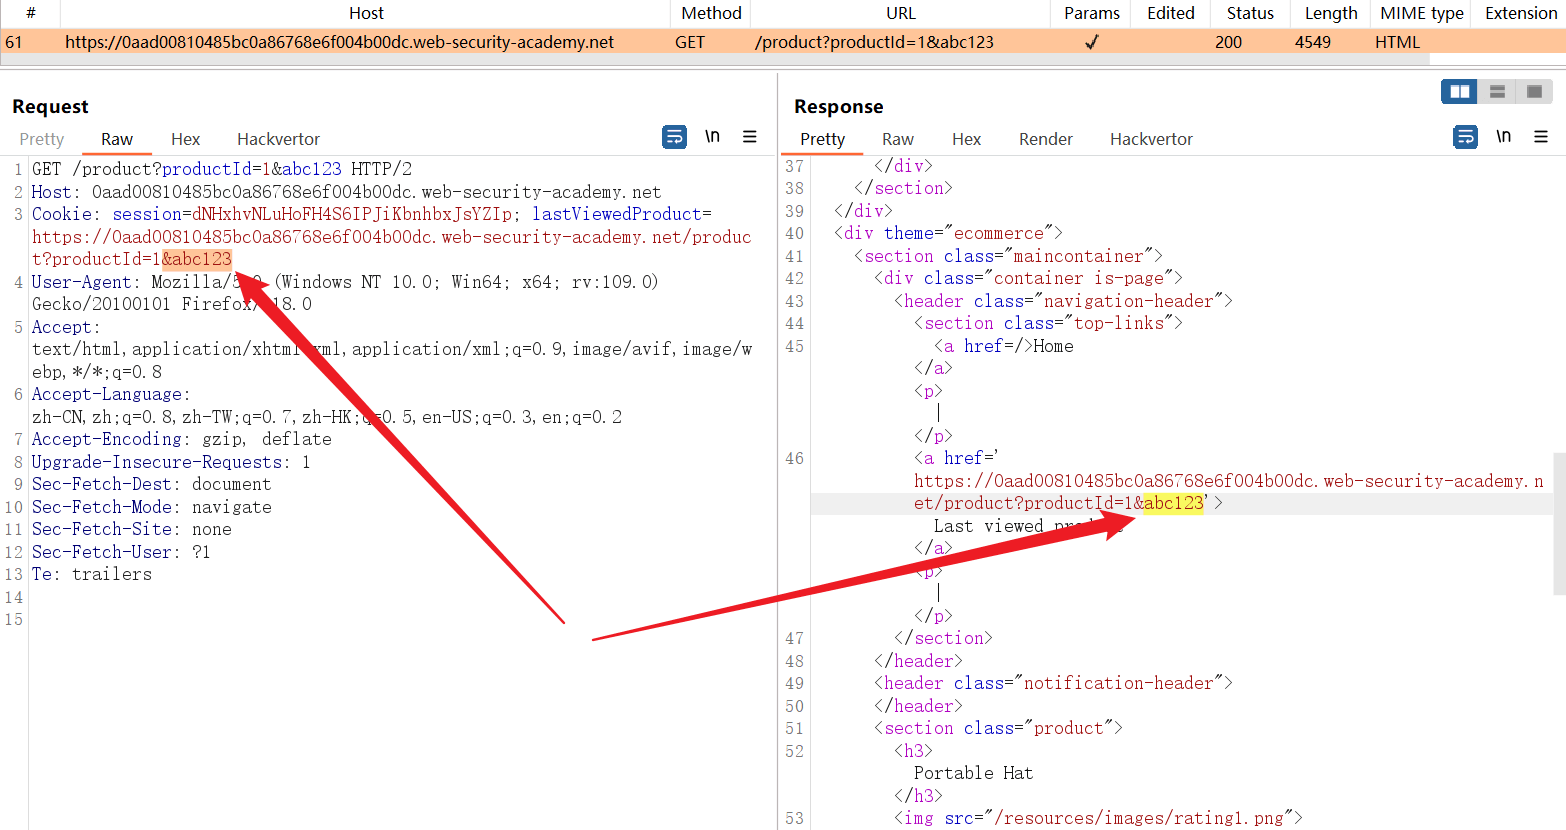 # Host Method URL Params Edited Status Length MIME type Extension
61 https://0aad00810485bc0a86768e6f004b00dc.web-security-academy.net GET /product?productId=1&abc123 ✓ 200 4549 HTML
Request
Pretty Raw Hex Hackvertor \n
1 GET /product?productId=1&abc123 HTTP/2
2 Host: 0aad00810485bc0a86768e6f004b00dc.web-security-academy.net
3 Cookie: session=dNHxhvNLuHoFH4S6IPJiKbnhbxJsYZIp; lastViewedProduct=
https://0aad00810485bc0a86768e6f004b00dc.web-security-academy.net/produc
t?productId=1&abc123
4 User-Agent: Mozilla/5.0 (Windows NT 10.0; Win64; x64; rv:109.0)
Gecko/20100101 Firefox/118.0
5 Accept:
text/html,application/xhtml+xml,application/xml;q=0.9,image/avif,image/w
ebp,*/*;q=0.8
6 Accept-Language:
zh-CN,zh;q=0.8,zh-TW;q=0.7,zh-HK;q=0.5,en-US;q=0.3,en;q=0.2
7 Accept-Encoding: gzip, deflate
8 Upgrade-Insecure-Requests: 1
9 Sec-Fetch-Dest: document
10 Sec-Fetch-Mode: navigate
11 Sec-Fetch-Site: none
12 Sec-Fetch-User: ?1
13 Te: trailers
14
15
Response
Pretty Raw Hex Render Hackvertor \n
37 </div>
38 </section>
39 </div>
40 <div theme="ecommerce">
41 <section class="maincontainer">
42 <div class="container is-page">
43 <header class="navigation-header">
44 <section class="top-links">
45 <a href=/>Home
</a>
<p>
|
</p>
46 <a href='
https://0aad00810485bc0a86768e6f004b00dc.web-security-academy.n
et/product?productId=1&abc123'>
Last viewed product
</a>
<p>
|
</p>
47 </section>
48 </header>
49 <header class="notification-header">
50 </header>
51 <section class="product">
52 <h3>
Portable Hat
</h3>
53 <img src="/resources/images/rating1.png">